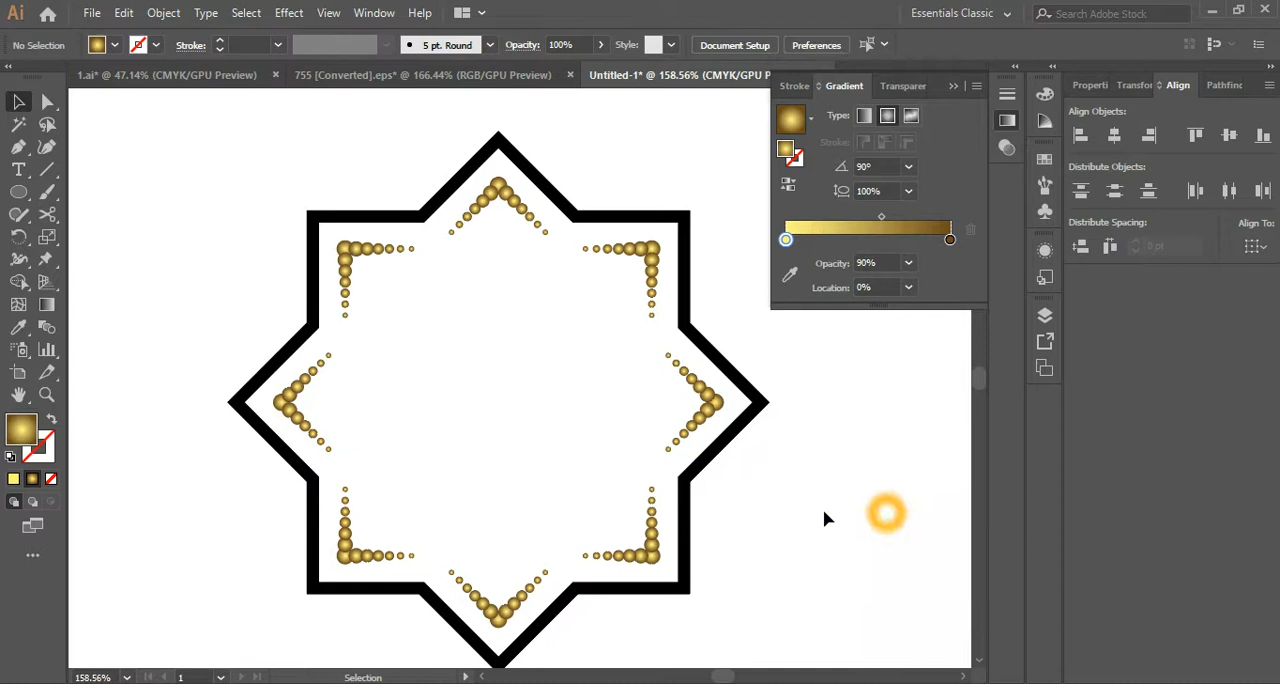 Ai File Edit Object Type Select Effect View Window Help Essentials Classic Search Adobe Stock
No Selection Stroke: 5 pt. Round Opacity: 100% Style: Document Setup Preferences
1.ai* @ 47.14% (CMYK/GPU Preview) × 755 [Converted].eps* @ 166.44% (RGB/GPU Preview) × Untitled-1* @ 158.56% (CMYK/GPU P
Stroke Gradient Transparer Properti Transfor Align Pathfinc
Type: Align Objects:
Stroke:
90° Distribute Objects:
100%
Distribute Spacing: Align To:
0 pt
Opacity: 90%
Location: 0%
158.56% 1 Selection